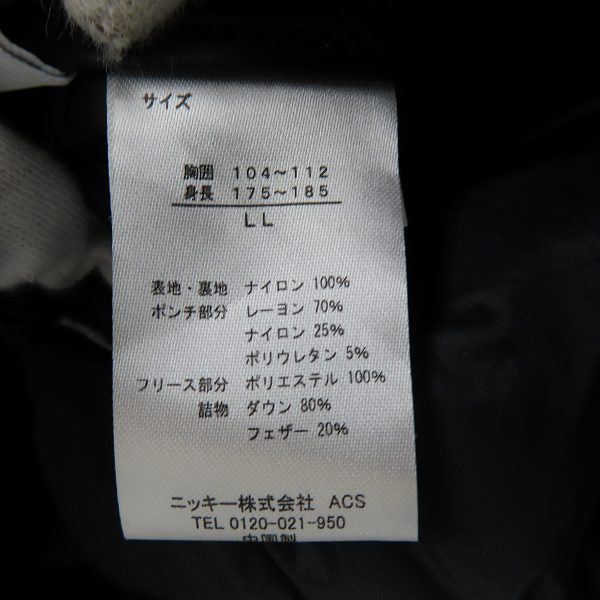 サイズ
胸囲 104~112
身長 175~185
LL
表地・裏地 ナイロン 100%
ポンチ部分 レーヨン 70%
ナイロン 25%
ポリウレタン 5%
フリース部分 ポリエステル 100%
詰物 ダウン 80%
フェザー 20%
ニッキー株式会社 ACS
TEL 0120-021-950
中国製